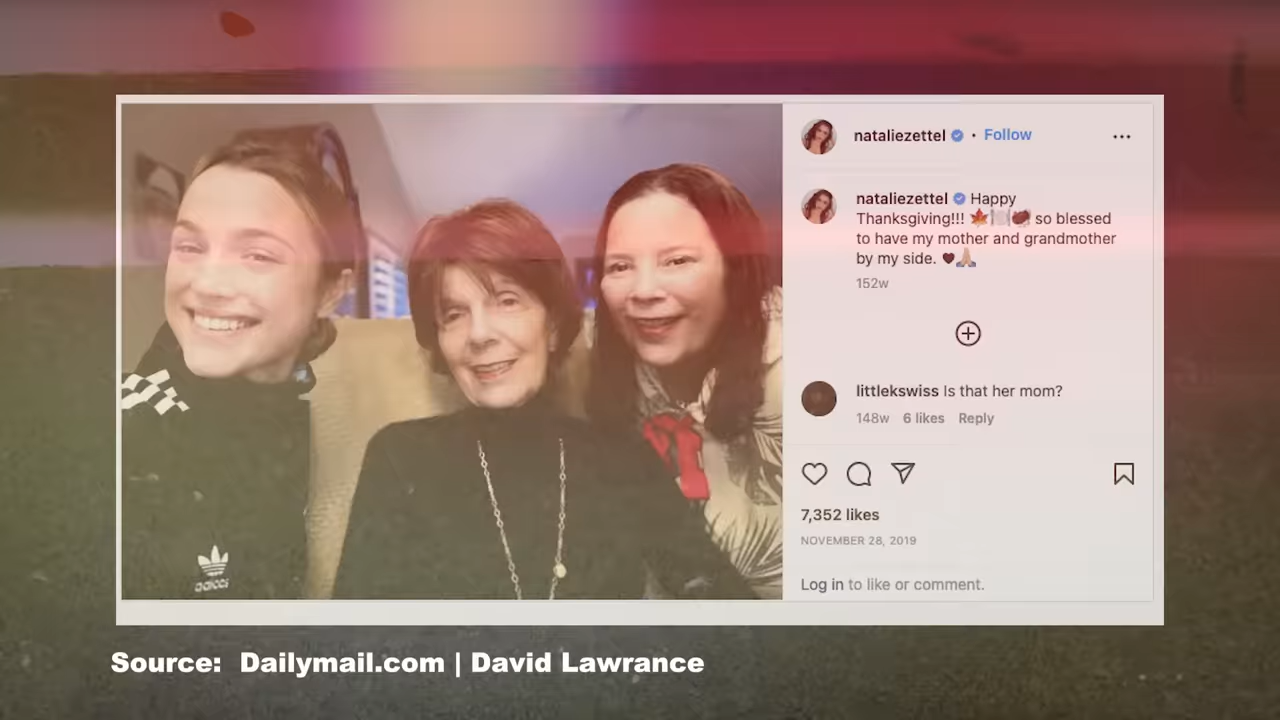 nataliezettel • Follow
nataliezettel Happy
Thanksgiving!!! 🍁🍽️🦃 so blessed
to have my mother and grandmother
by my side. ♥️🙏🏼
152w
littlekswiss Is that her mom?
148w 6 likes Reply
7,352 likes
NOVEMBER 28, 2019
Log in to like or comment.
adidas
Source: Dailymail.com | David Lawrance